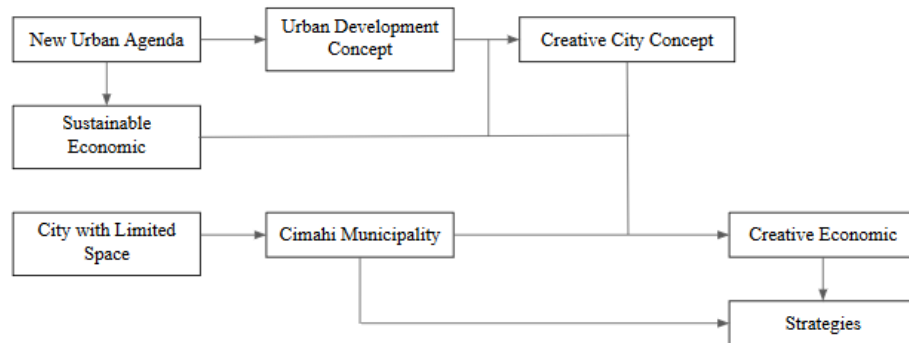 New Urban Agenda
Urban Development
Concept
Creative City Concept
Sustainable
Economic
City with Limited
Space
Cimahi Municipality
Creative Economic
Strategies